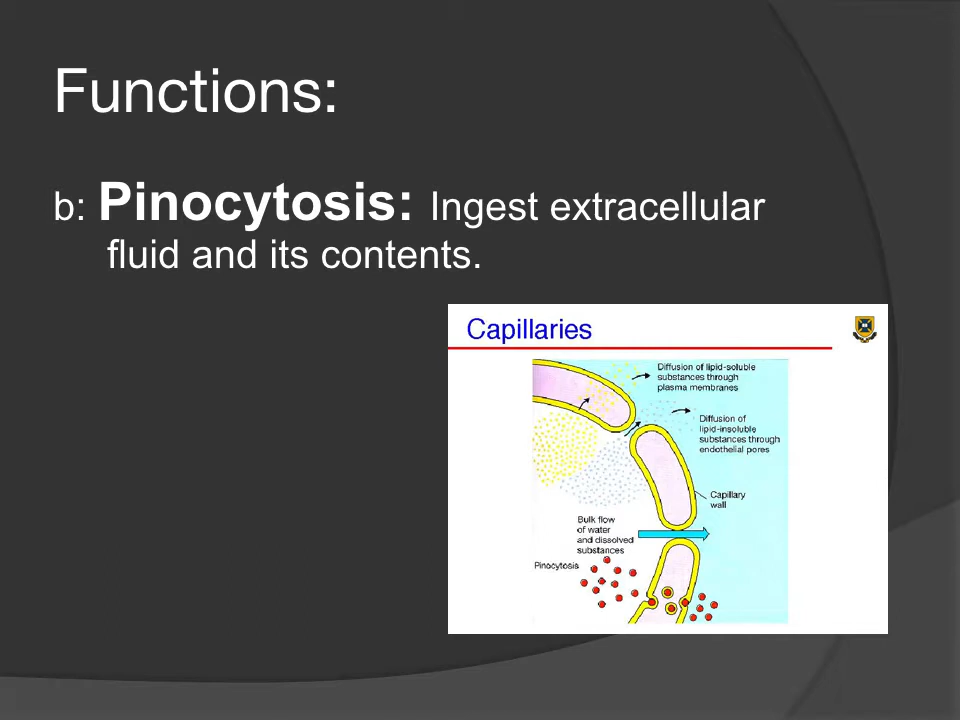 Functions:
b: Pinocytosis: Ingest extracellular
fluid and its contents.
Capillaries
Diffusion of lipid-soluble
substances through
plasma membranes
Diffusion of
lipid-insoluble
substances through
endothelial pores
Capillary
wall
Bulk flow
of water
and dissolved
substances
Pinocytosis